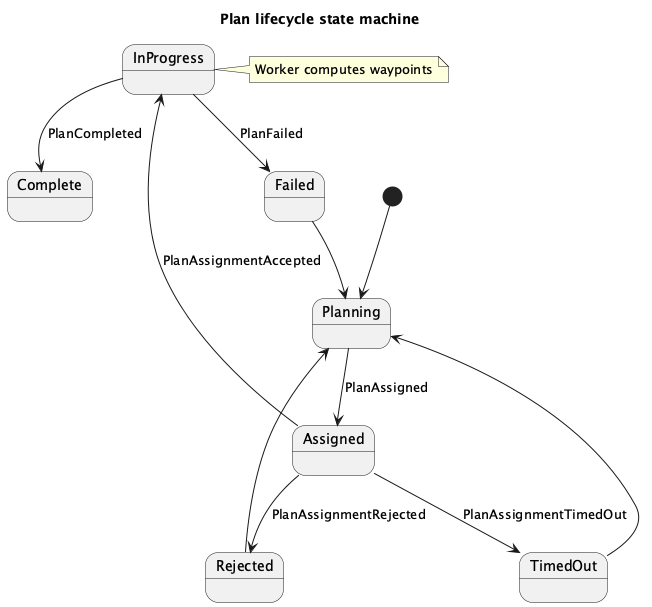 Plan lifecycle state machine
InProgress
Worker computes waypoints
PlanCompleted
PlanFailed
Complete
Failed
PlanAssignmentAccepted
Planning
PlanAssigned
Assigned
PlanAssignmentRejected
PlanAssignmentTimedOut
Rejected
TimedOut